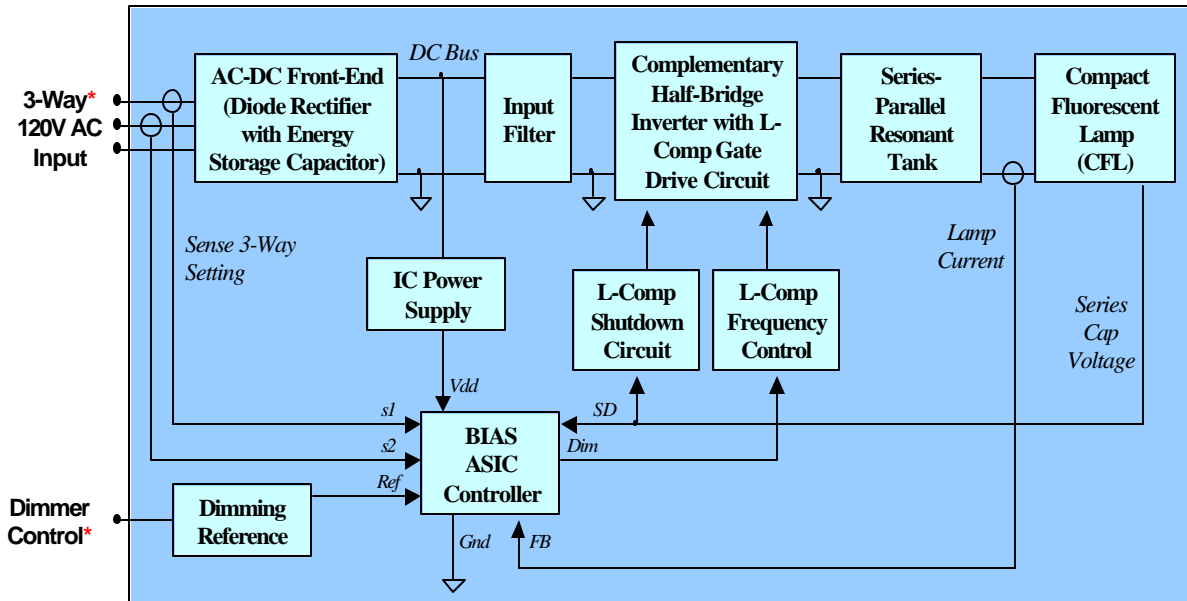 DC Bus
3-Way*
120V AC
Input
AC-DC Front-End
(Diode Rectifier
with Energy
Storage Capacitor)
Input
Filter
Complementary
Half-Bridge
Inverter with L-
Comp Gate
Drive Circuit
Series-
Parallel
Resonant
Tank
Compact
Fluorescent
Lamp
(CFL)
Sense 3-Way
Setting
IC Power
Supply
L-Comp
Shutdown
Circuit
L-Comp
Frequency
Control
Lamp
Current
Series
Cap
Voltage
Vdd
s1
s2
Ref
SD
Dim
BIAS
ASIC
Controller
Dimmer
Control*
Dimming
Reference
Gnd
FB